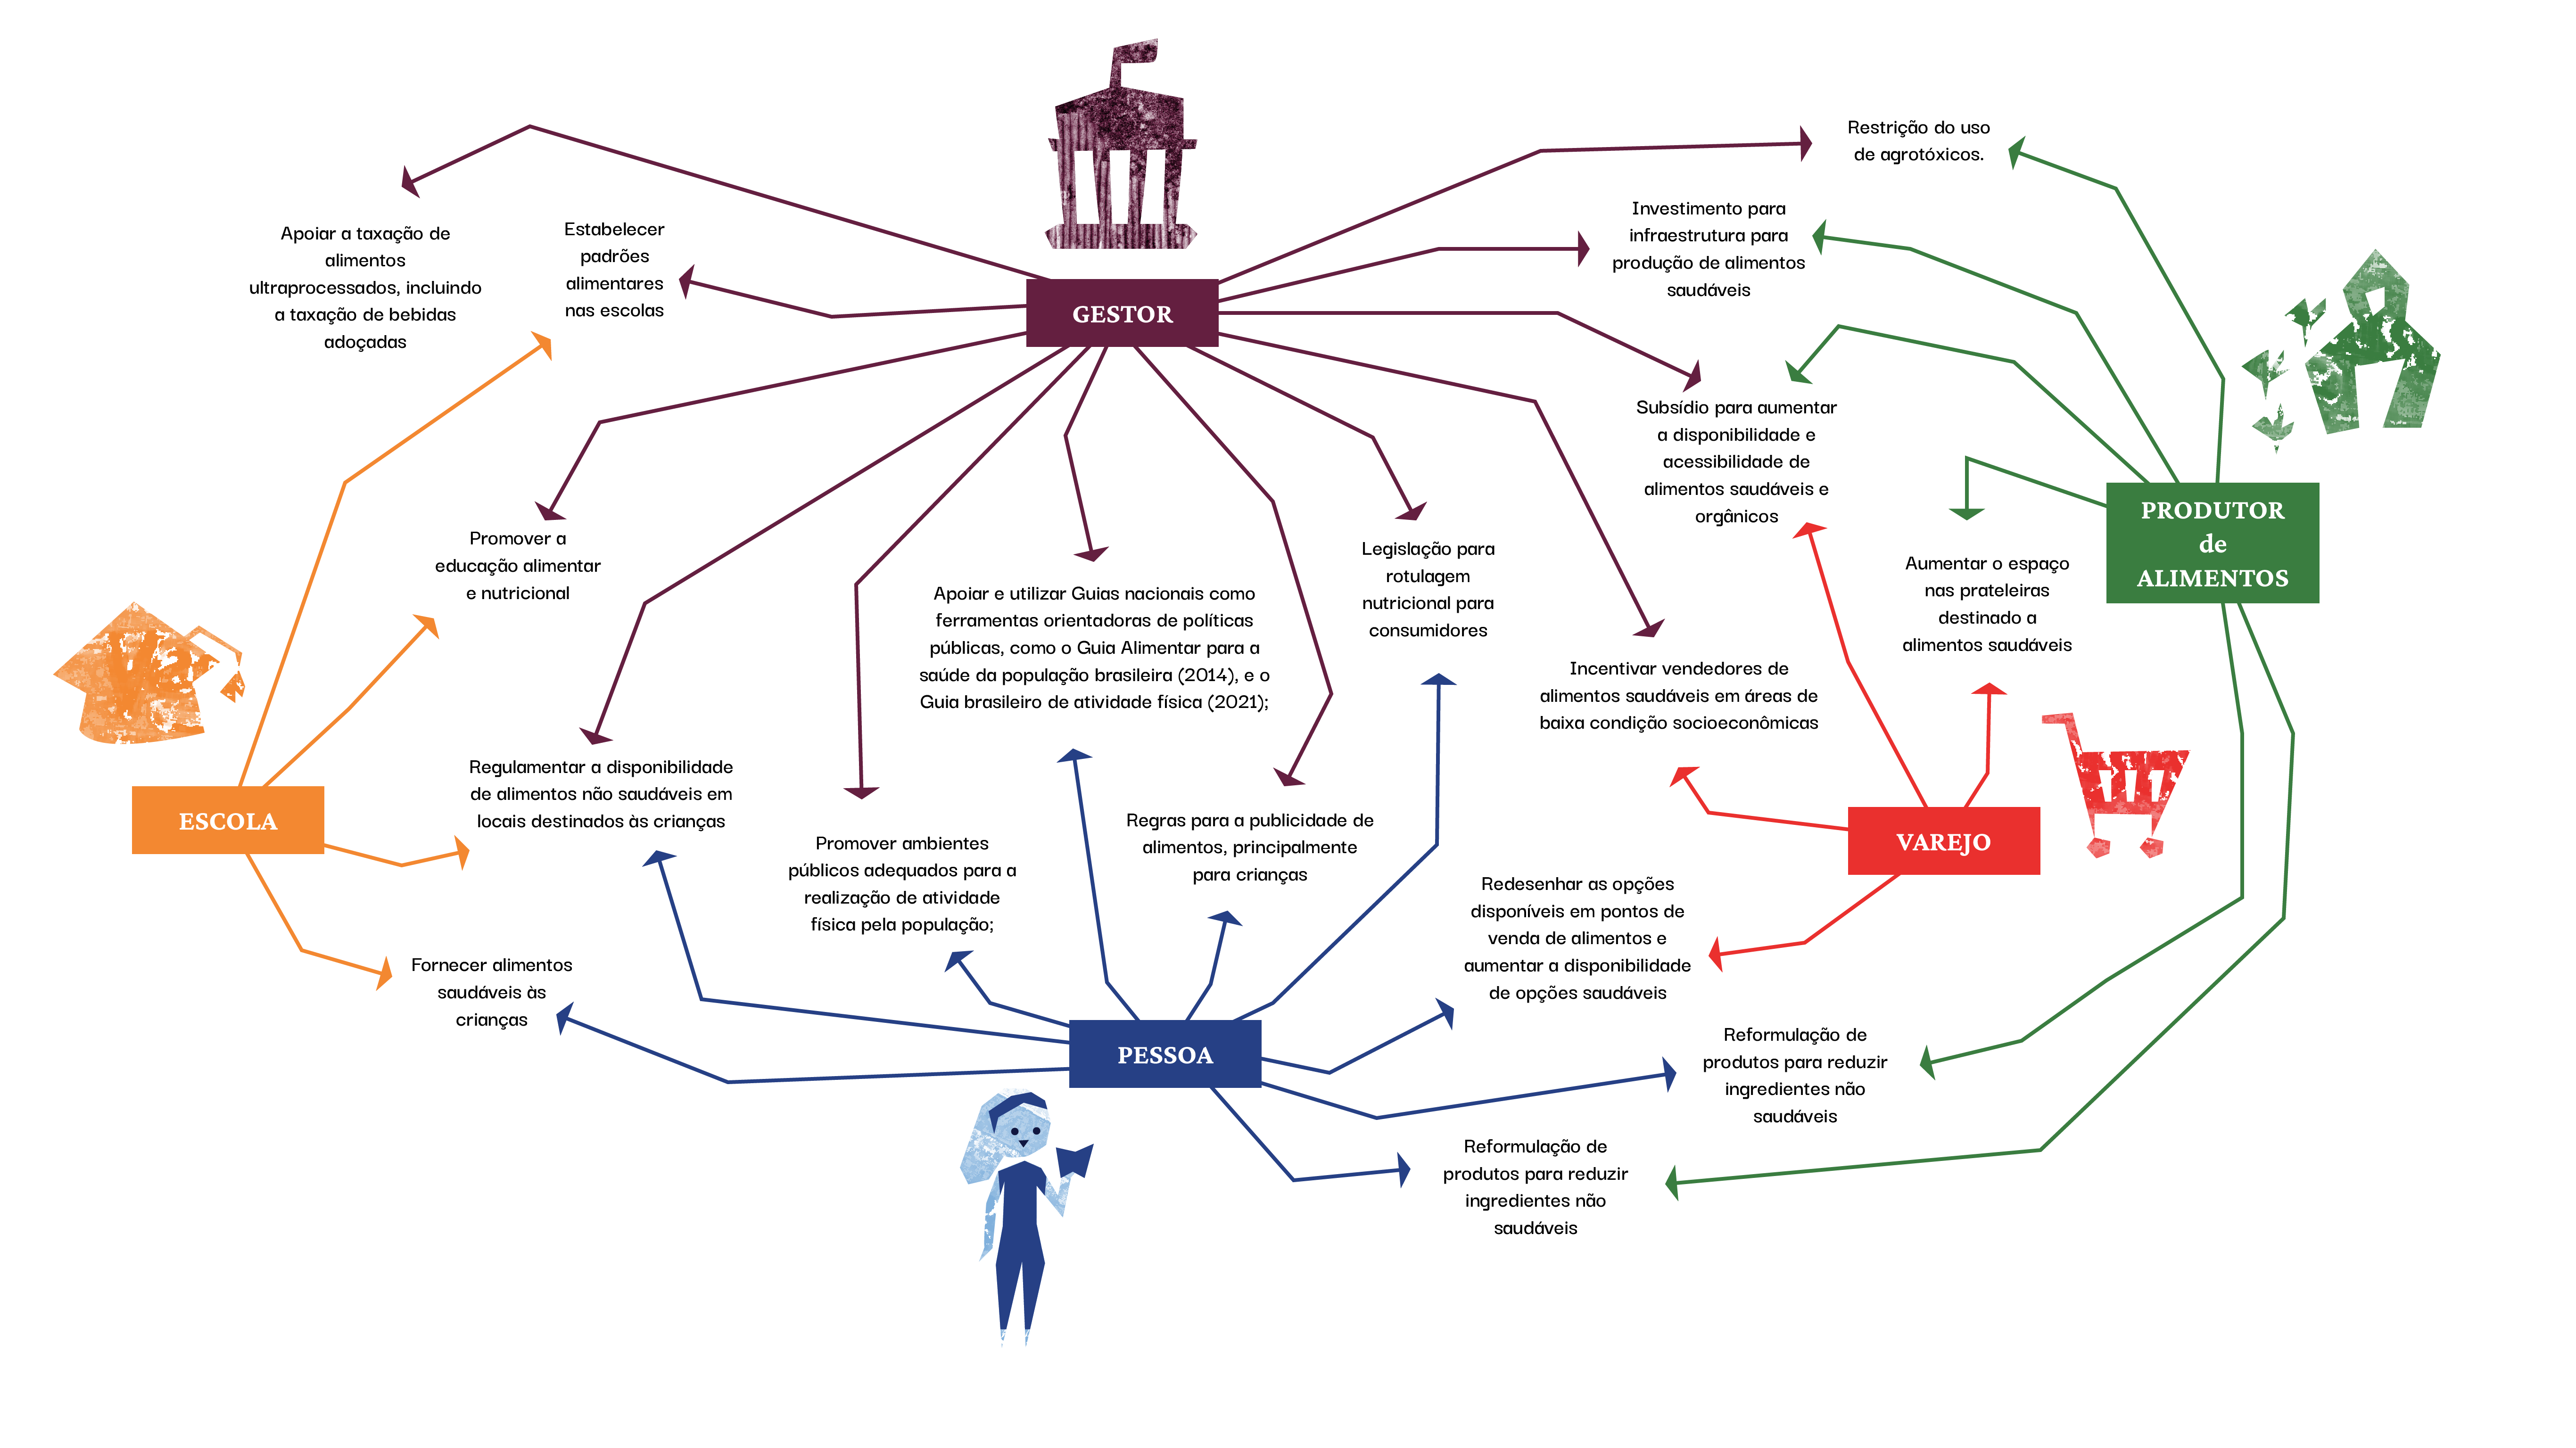 Restrição do uso
de agrotóxicos.
Investimento para
infraestrutura para
produção de alimentos
saudáveis
Apoiar a taxação de
alimentos
ultraprocessados, incluindo
a taxação de bebidas
adoçadas
Estabelecer
padrões
alimentares
nas escolas
GESTOR
Subsídio para aumentar
a disponibilidade e
acessibilidade de
alimentos saudáveis e
orgânicos
PRODUTOR
de
ALIMENTOS
Promover a
educação alimentar
e nutricional
Apoiar e utilizar Guias nacionais como
ferramentas orientadoras de políticas
públicas, como o Guia Alimentar para a
saúde da população brasileira (2014), e o
Guia brasileiro de atividade física (2021);
Legislação para
rotulagem
nutricional para
consumidores
Aumentar o espaço
nas prateleiras
destinado a
alimentos saudáveis
Incentivar vendedores de
alimentos saudáveis em áreas de
baixa condição socioeconômicas
ESCOLA
Regulamentar a disponibilidade
de alimentos não saudáveis em
locais destinados às crianças
Promover ambientes
públicos adequados para a
realização de atividade
física pela população;
Regras para a publicidade de
alimentos, principalmente
para crianças
VAREJO
Redesenhar as opções
disponíveis em pontos de
venda de alimentos e
aumentar a disponibilidade
de opções saudáveis
Fornecer alimentos
saudáveis às
crianças
PESSOA
Reformulação de
produtos para reduzir
ingredientes não
saudáveis
Reformulação de
produtos para reduzir
ingredientes não
saudáveis